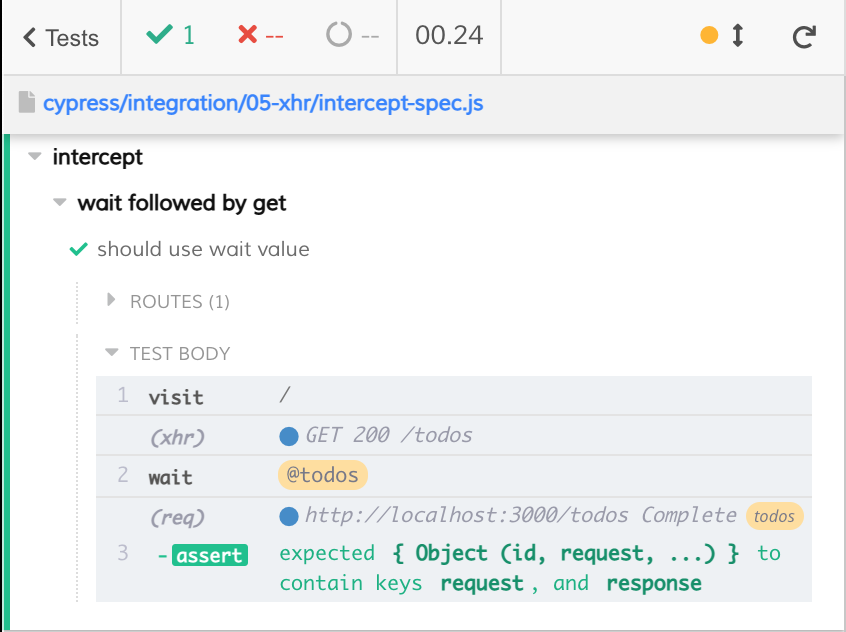 Tests 1 -- -- 00.24
cypress/integration/05-xhr/intercept-spec.js
intercept
wait followed by get
should use wait value
ROUTES (1)
TEST BODY
1 visit /
(xhr) GET 200 /todos
2 wait @todos
(req) http://localhost:3000/todos Complete todos
3 -assert expected { Object (id, request, ...) } to
contain keys request, and response